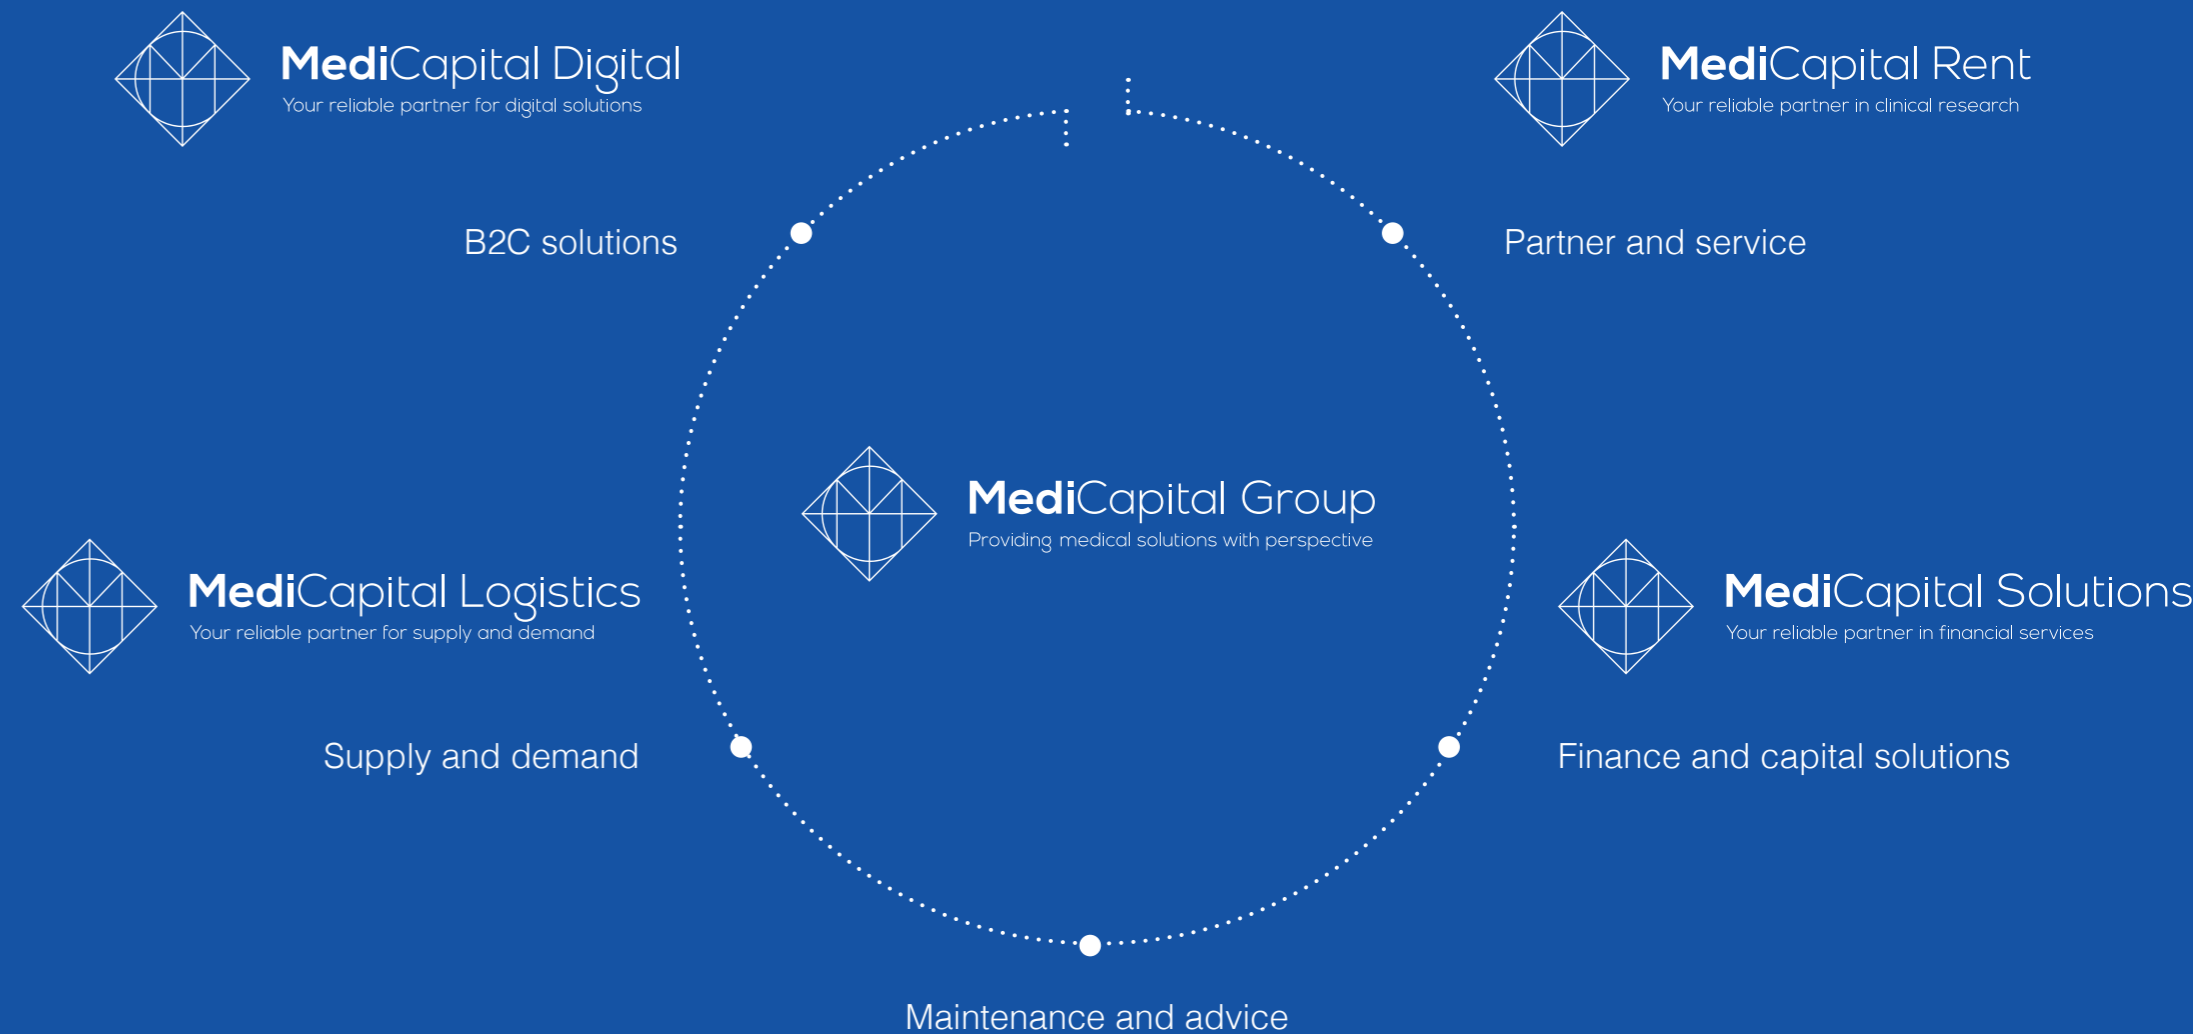 MediCapital Digital
Your reliable partner for digital solutions
MediCapital Rent
Your reliable partner in clinical research
B2C solutions
Partner and service
MediCapital Group
Providing medical solutions with perspective
MediCapital Logistics
Your reliable partner for supply and demand
MediCapital Solutions
Your reliable partner in financial services
Supply and demand
Finance and capital solutions
Maintenance and advice